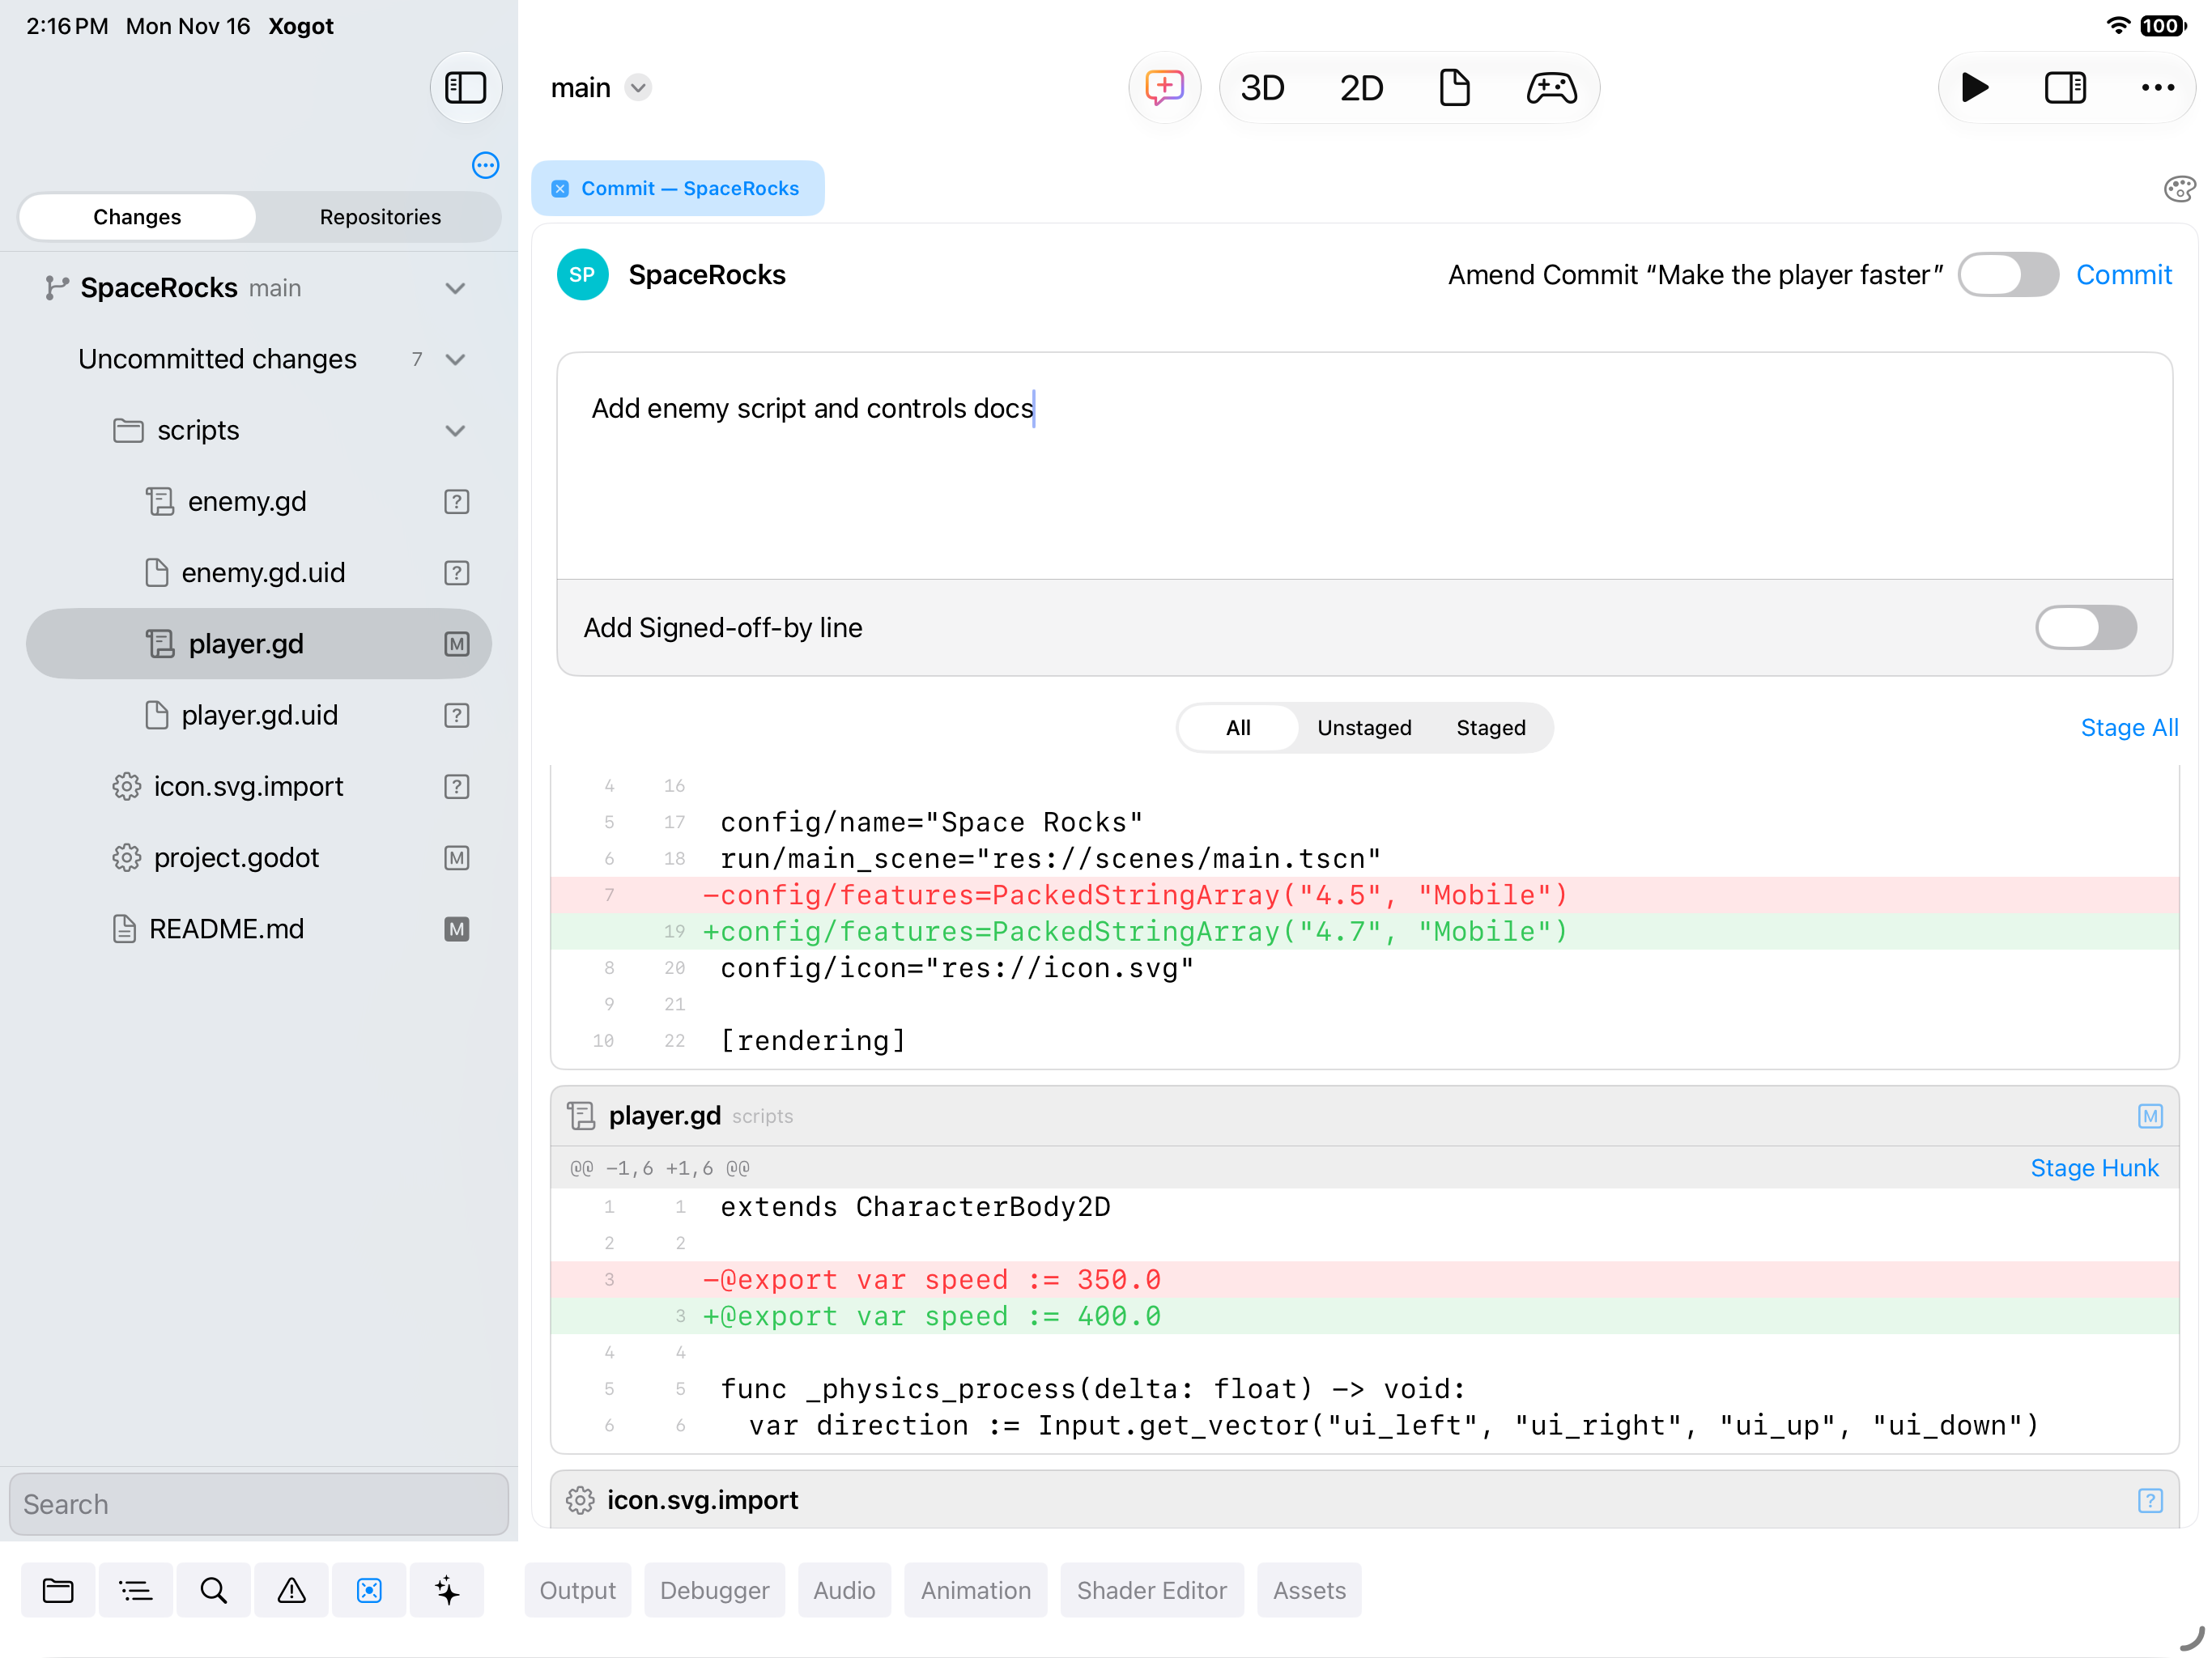 2:16 PM Mon Nov 16 Xogot
100
main
3D 2D
Changes Repositories
SpaceRocks main
Uncommitted changes 7
scripts
enemy.gd ?
enemy.gd.uid ?
player.gd M
player.gd.uid ?
icon.svg.import ?
project.godot M
README.md M
Search
Commit — SpaceRocks
SP SpaceRocks Amend Commit “Make the player faster” Commit
Add enemy script and controls docs
Add Signed-off-by line
All Unstaged Staged Stage All
4 16
5 17 config/name="Space Rocks"
6 18 run/main_scene="res://scenes/main.tscn"
7 -config/features=PackedStringArray("4.5", "Mobile")
19 +config/features=PackedStringArray("4.7", "Mobile")
8 20 config/icon="res://icon.svg"
9 21
10 22 [rendering]
player.gd scripts M
@@ -1,6 +1,6 @@ Stage Hunk
1 1 extends CharacterBody2D
2 2
3 -@export var speed := 350.0
3 +@export var speed := 400.0
4 4
5 5 func _physics_process(delta: float) -> void:
6 6 var direction := Input.get_vector("ui_left", "ui_right", "ui_up", "ui_down")
icon.svg.import ?
Output Debugger Audio Animation Shader Editor Assets